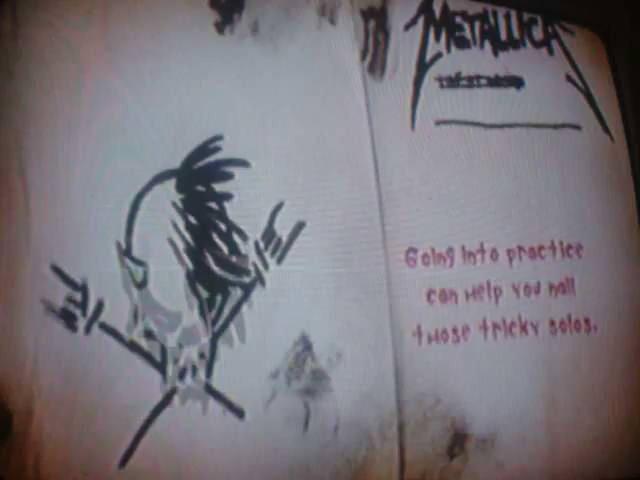 METALLICA
Going into practice
can help you nail
those tricky solos.